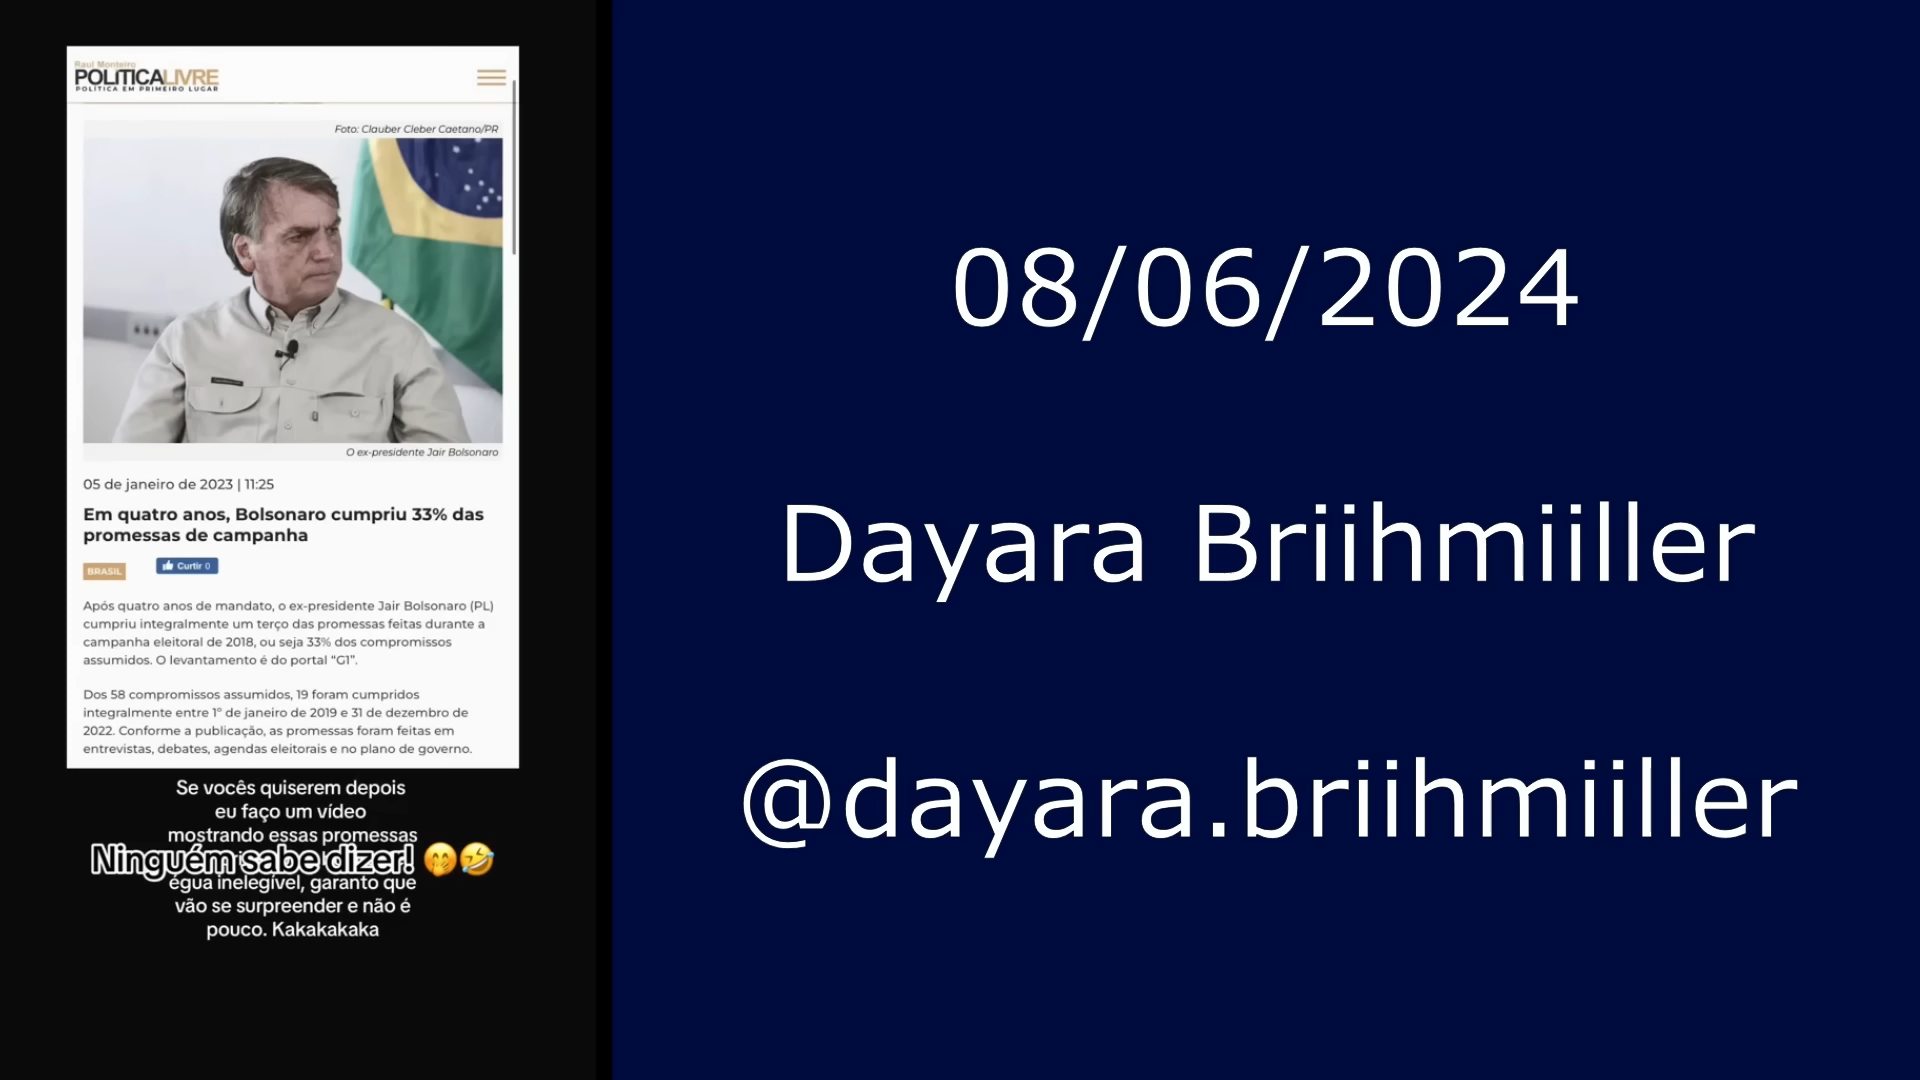 Raul Monteiro
POLÍTICALIVRE
POLÍTICA EM PRIMEIRO LUGAR
Foto: Clauber Cleber Caetano/PR
O ex-presidente Jair Bolsonaro
05 de janeiro de 2023 | 11:25
Em quatro anos, Bolsonaro cumpriu 33% das
promessas de campanha
BRASIL
Curtir 0
Após quatro anos de mandato, o ex-presidente Jair Bolsonaro (PL)
cumpriu integralmente um terço das promessas feitas durante a
campanha eleitoral de 2018, ou seja 33% dos compromissos
assumidos. O levantamento é do portal “G1”.
Dos 58 compromissos assumidos, 19 foram cumpridos
integralmente entre 1º de janeiro de 2019 e 31 de dezembro de
2022. Conforme a publicação, as promessas foram feitas em
entrevistas, debates, agendas eleitorais e no plano de governo.
Se vocês quiserem depois
eu faço um vídeo
mostrando essas promessas
Ninguém sabe dizer! 🤭🤣
égua inelegível, garanto que
vão se surpreender e não é
pouco. Kakakakaka
08/06/2024
Dayara Briihmiiller
@dayara.briihmiiller